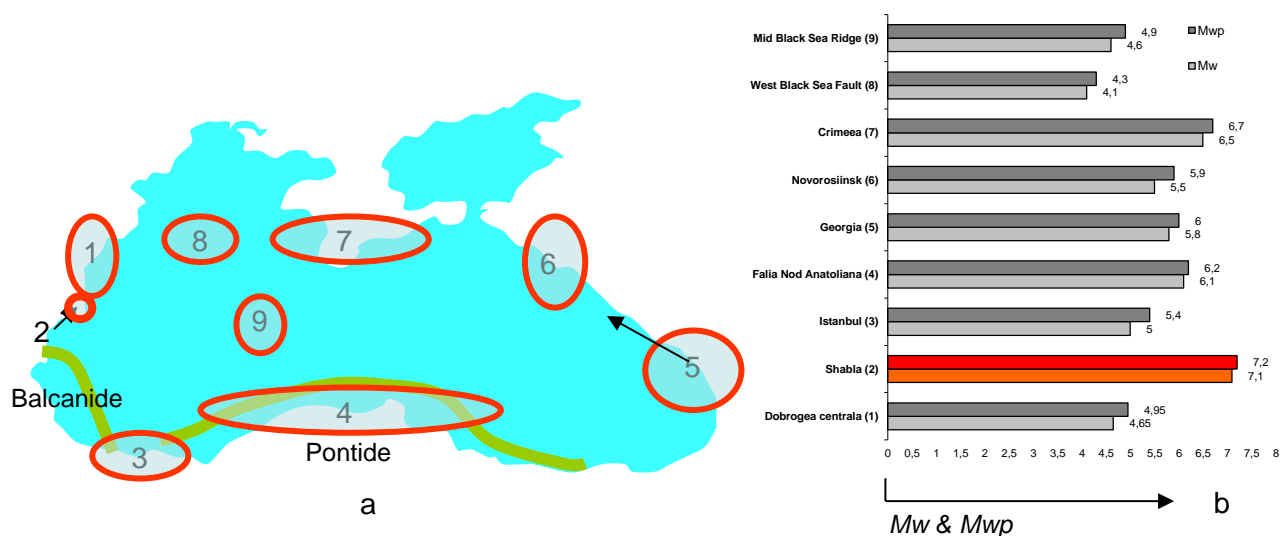 1
8
7
6
9
2
5
Balcanide
4
3
Pontide
a
Mid Black Sea Ridge (9)
4,9
4,6
West Black Sea Fault (8)
4,3
4,1
Crimeea (7)
6,7
6,5
Novorosiinsk (6)
5,9
5,5
Georgia (5)
6
5,8
Falia Nod Anatoliana (4)
6,2
6,1
Istanbul (3)
5,4
5
Shabla (2)
7,2
7,1
Dobrogea centrala (1)
4,95
4,65
Mwp
Mw
0 0,5 1 1,5 2 2,5 3 3,5 4 4,5 5 5,5 6 6,5 7 7,5 8
Mw & Mwp
b